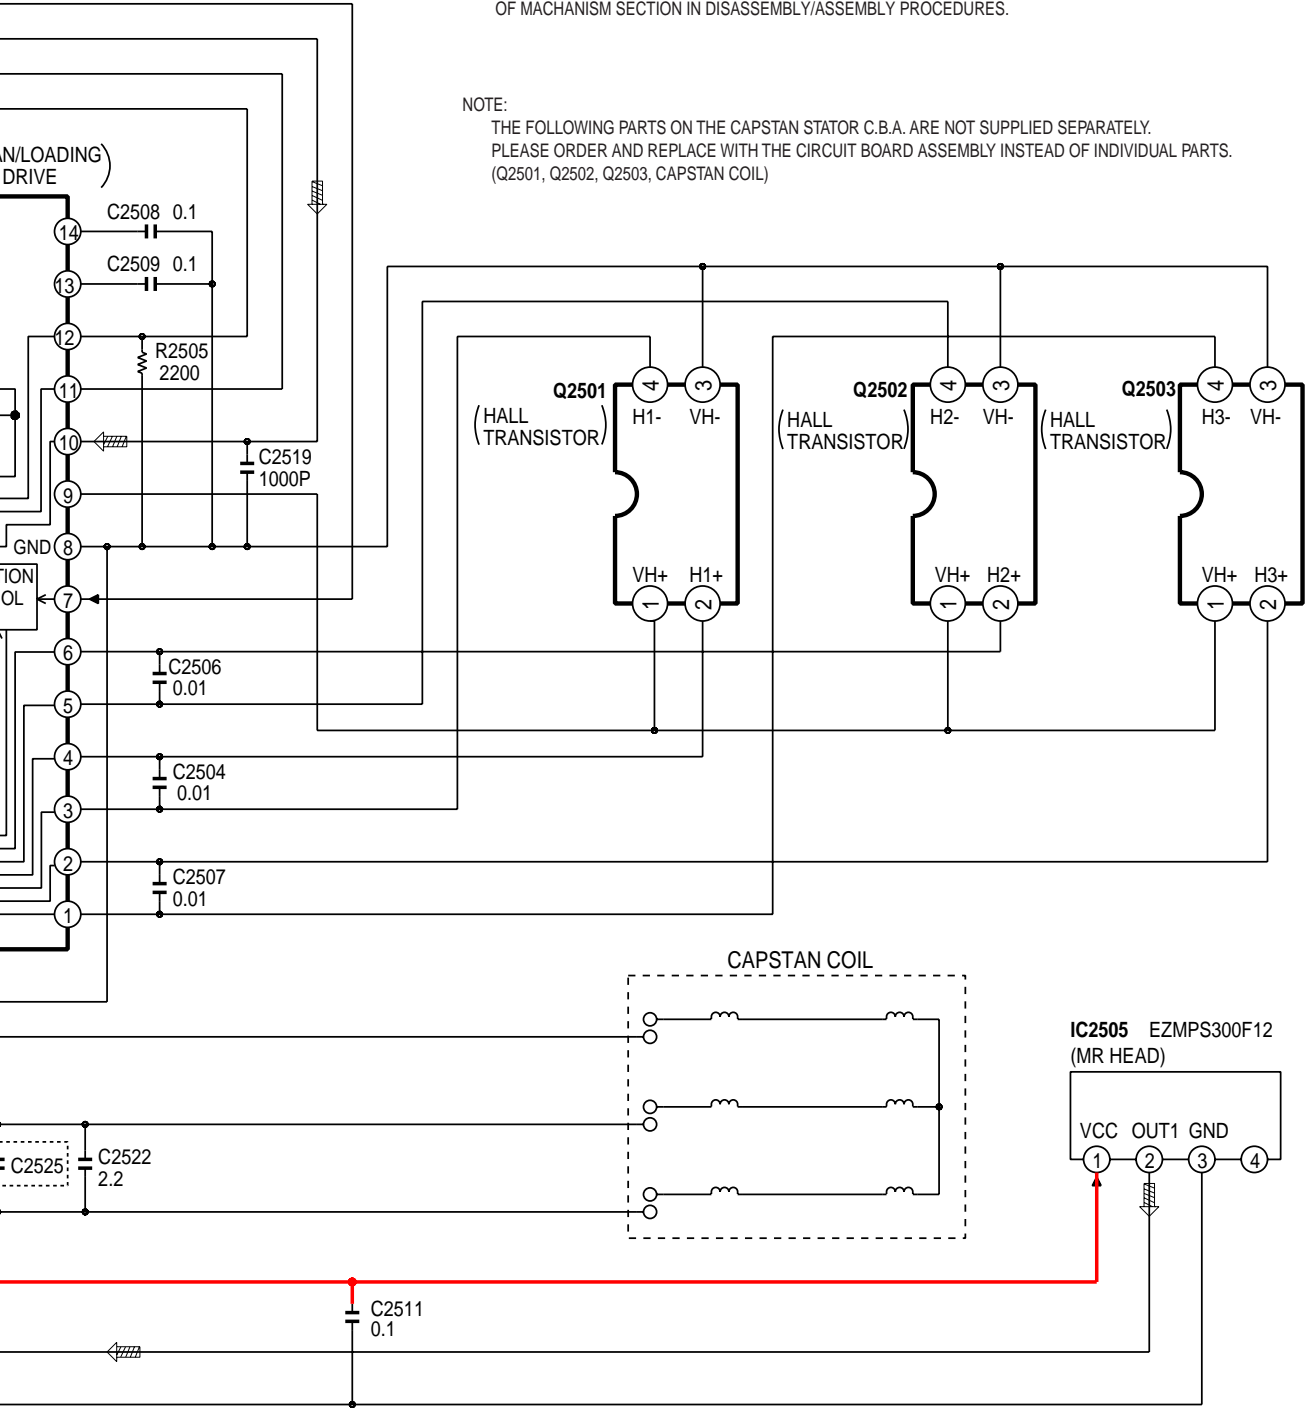 OF MACHANISM SECTION IN DISASSEMBLY/ASSEMBLY PROCEDURES.
NOTE:
THE FOLLOWING PARTS ON THE CAPSTAN STATOR C.B.A. ARE NOT SUPPLIED SEPARATELY.
PLEASE ORDER AND REPLACE WITH THE CIRCUIT BOARD ASSEMBLY INSTEAD OF INDIVIDUAL PARTS.
(Q2501, Q2502, Q2503, CAPSTAN COIL)
AN/LOADING
DRIVE
C2508 0.1
14
C2509 0.1
13
12
R2505
2200
11
10
C2519
1000P
9
GND 8
TION
OL
7
6
C2506
0.01
5
4
C2504
0.01
3
2
C2507
0.01
1
Q2501
(HALL
TRANSISTOR)
4 3
H1- VH-
VH+ H1+
1 2
Q2502
(HALL
TRANSISTOR)
4 3
H2- VH-
VH+ H2+
1 2
Q2503
(HALL
TRANSISTOR)
4 3
H3- VH-
VH+ H3+
1 2
CAPSTAN COIL
IC2505 EZMPS300F12
(MR HEAD)
VCC OUT1 GND
1 2 3 4
C2525
C2522
2.2
C2511
0.1